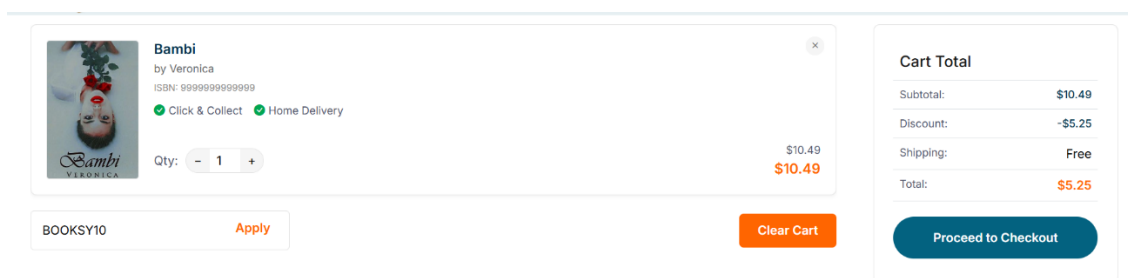 Bambi
by Veronica
ISBN: 9999999999999
Click & Collect Home Delivery
Qty: - 1 +
$10.49
$10.49
Bambi
VERONICA
BOOKSY10 Apply
Clear Cart
Cart Total
Subtotal: $10.49
Discount: -$5.25
Shipping: Free
Total: $5.25
Proceed to Checkout